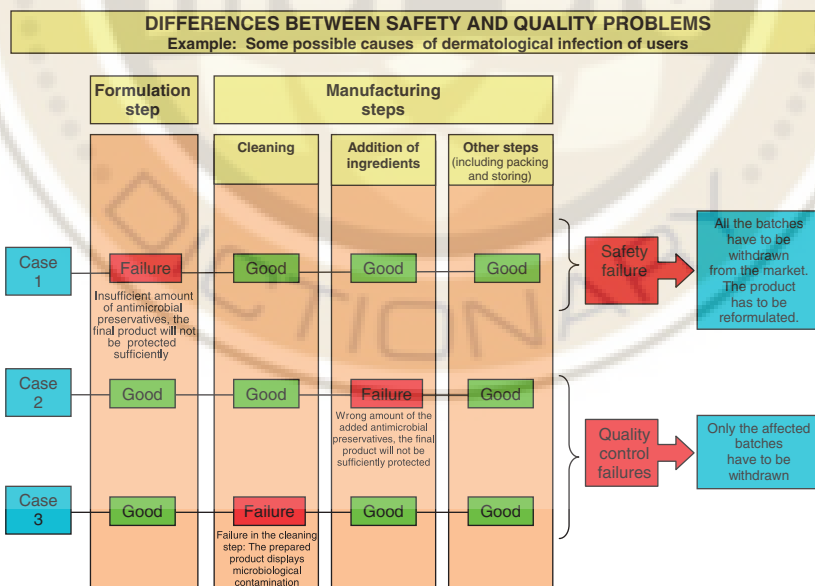 DIFFERENCES BETWEEN SAFETY AND QUALITY PROBLEMS
Example: Some possible causes of dermatological infection of users
Formulation
step
Manufacturing
steps
Cleaning
Addition of
ingredients
Other steps
(including packing
and storing)
Case
1
Failure
Good
Good
Good
Insufficient amount
of antimicrobial
preservatives, the
final product will not
be protected
sufficiently
Safety
failure
All the batches
have to be
withdrawn
from the market.
The product
has to be
reformulated.
Case
2
Good
Good
Failure
Good
Wrong amount of the
added antimicrobial
preservatives, the final
product will not be
sufficiently protected
Quality
control
failures
Only the affected
batches
have to be
withdrawn
Case
3
Good
Failure
Good
Good
Failure in the cleaning
step: The prepared
product displays
microbiological
contamination
DICTIONARY